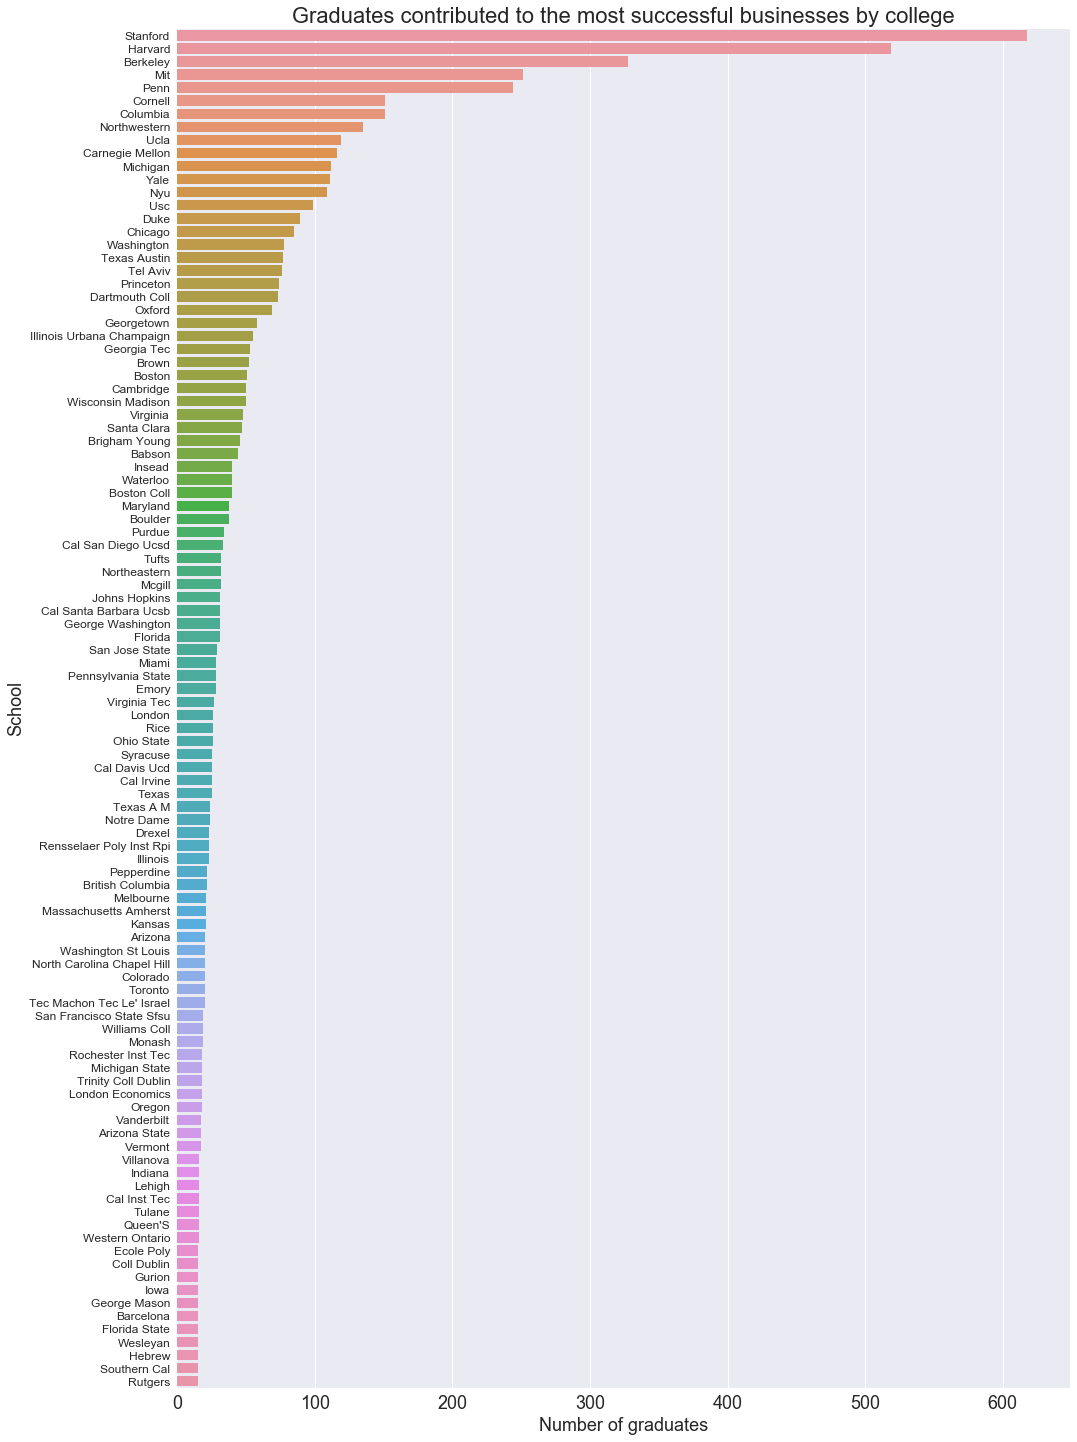 Graduates contributed to the most successful businesses by college
Stanford
Harvard
Berkeley
Mit
Penn
Cornell
Columbia
Northwestern
Ucla
Carnegie Mellon
Michigan
Yale
Nyu
Usc
Duke
Chicago
Washington
Texas Austin
Tel Aviv
Princeton
Dartmouth Coll
Oxford
Georgetown
Illinois Urbana Champaign
Georgia Tec
Brown
Boston
Cambridge
Wisconsin Madison
Virginia
Santa Clara
Brigham Young
Babson
Insead
Waterloo
Boston Coll
Maryland
Boulder
Purdue
Cal San Diego Ucsd
Tufts
Northeastern
Mcgill
Johns Hopkins
Cal Santa Barbara Ucsb
George Washington
Florida
San Jose State
Miami
Pennsylvania State
Emory
Virginia Tec
London
Rice
Ohio State
Syracuse
Cal Davis Ucd
Cal Irvine
Texas
Texas A M
Notre Dame
Drexel
Rensselaer Poly Inst Rpi
Illinois
Pepperdine
British Columbia
Melbourne
Massachusetts Amherst
Kansas
Arizona
Washington St Louis
North Carolina Chapel Hill
Colorado
Toronto
Tec Machon Tec Le' Israel
San Francisco State Sfsu
Williams Coll
Monash
Rochester Inst Tec
Michigan State
Trinity Coll Dublin
London Economics
Oregon
Vanderbilt
Arizona State
Vermont
Villanova
Indiana
Lehigh
Cal Inst Tec
Tulane
Queen'S
Western Ontario
Ecole Poly
Coll Dublin
Gurion
Iowa
George Mason
Barcelona
Florida State
Wesleyan
Hebrew
Southern Cal
Rutgers
School
0 100 200 300 400 500 600
Number of graduates